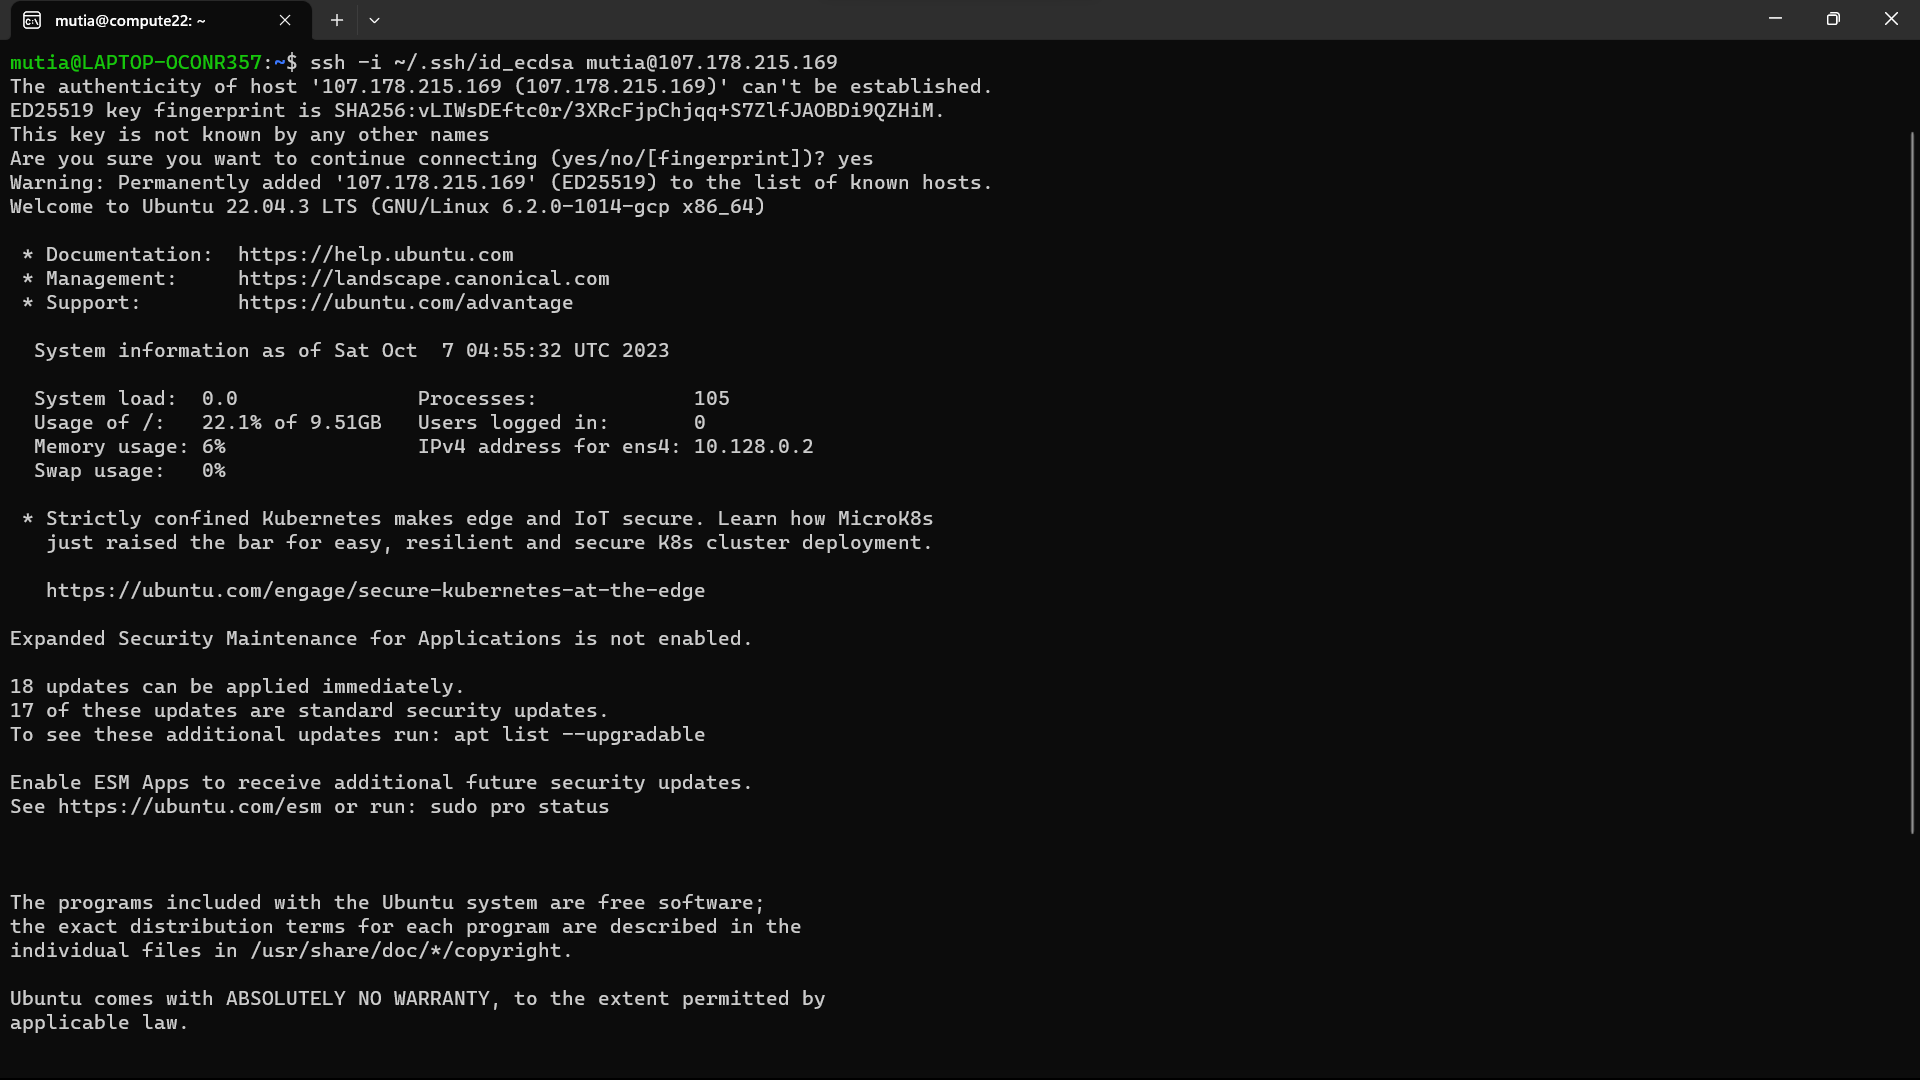 mutia@compute22: ~
mutia@LAPTOP-OCONR357:~$ ssh -i ~/.ssh/id_ecdsa mutia@107.178.215.169
The authenticity of host '107.178.215.169 (107.178.215.169)' can't be established.
ED25519 key fingerprint is SHA256:vLIWsDEftc0r/3XRcFjpChjqq+S7ZlfJAOBDi9QZHiM.
This key is not known by any other names
Are you sure you want to continue connecting (yes/no/[fingerprint])? yes
Warning: Permanently added '107.178.215.169' (ED25519) to the list of known hosts.
Welcome to Ubuntu 22.04.3 LTS (GNU/Linux 6.2.0-1014-gcp x86_64)
* Documentation:  https://help.ubuntu.com
* Management:     https://landscape.canonical.com
* Support:        https://ubuntu.com/advantage
System information as of Sat Oct  7 04:55:32 UTC 2023
System load:  0.0               Processes:             105
Usage of /:   22.1% of 9.51GB   Users logged in:       0
Memory usage: 6%                IPv4 address for ens4: 10.128.0.2
Swap usage:   0%
* Strictly confined Kubernetes makes edge and IoT secure. Learn how MicroK8s
just raised the bar for easy, resilient and secure K8s cluster deployment.
https://ubuntu.com/engage/secure-kubernetes-at-the-edge
Expanded Security Maintenance for Applications is not enabled.
18 updates can be applied immediately.
17 of these updates are standard security updates.
To see these additional updates run: apt list --upgradable
Enable ESM Apps to receive additional future security updates.
See https://ubuntu.com/esm or run: sudo pro status
The programs included with the Ubuntu system are free software;
the exact distribution terms for each program are described in the
individual files in /usr/share/doc/*/copyright.
Ubuntu comes with ABSOLUTELY NO WARRANTY, to the extent permitted by
applicable law.